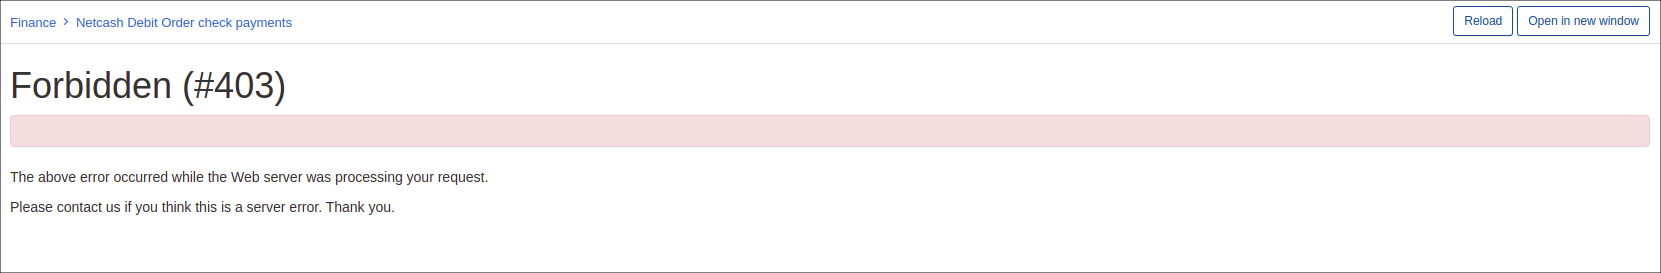 Finance > Netcash Debit Order check payments
Reload
Open in new window
Forbidden (#403)
The above error occurred while the Web server was processing your request.
Please contact us if you think this is a server error. Thank you.